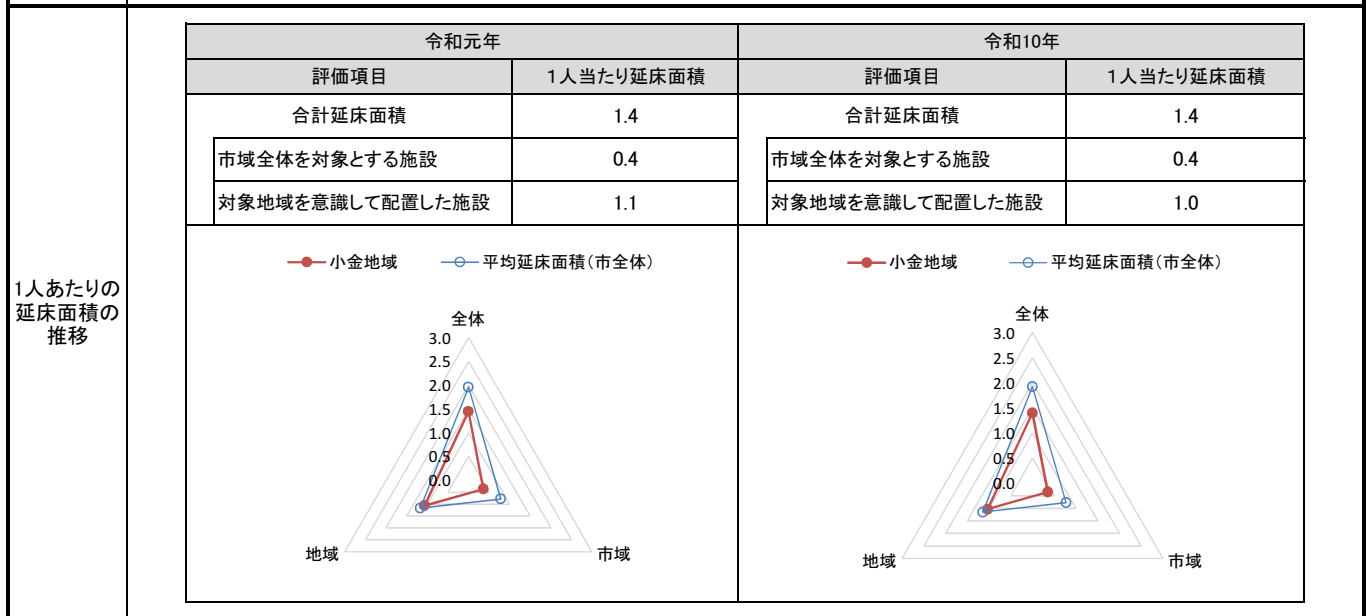 1人あたりの
延床面積の
推移
令和元年
令和10年
評価項目
1人当たり延床面積
評価項目
1人当たり延床面積
合計延床面積
1.4
合計延床面積
1.4
市域全体を対象とする施設
0.4
市域全体を対象とする施設
0.4
対象地域を意識して配置した施設
1.1
対象地域を意識して配置した施設
1.0
小金地域
平均延床面積(市全体)
全体
3.0
2.5
2.0
1.5
1.0
0.5
0.0
地域
市域
小金地域
平均延床面積(市全体)
全体
3.0
2.5
2.0
1.5
1.0
0.5
0.0
地域
市域